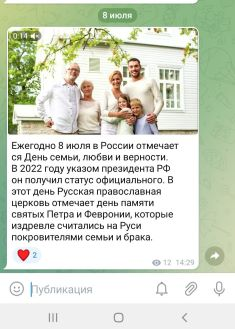 8 июля
0:14
Ежегодно 8 июля в России отмечает
ся День семьи, любви и верности.
В 2022 году указом президента РФ
он получил статус официального. В
этот день Русская православная
церковь отмечает день памяти
святых Петра и Февронии, которые
издревле считались на Руси
покровителями семьи и брака.
2
12 14:29
Публикация